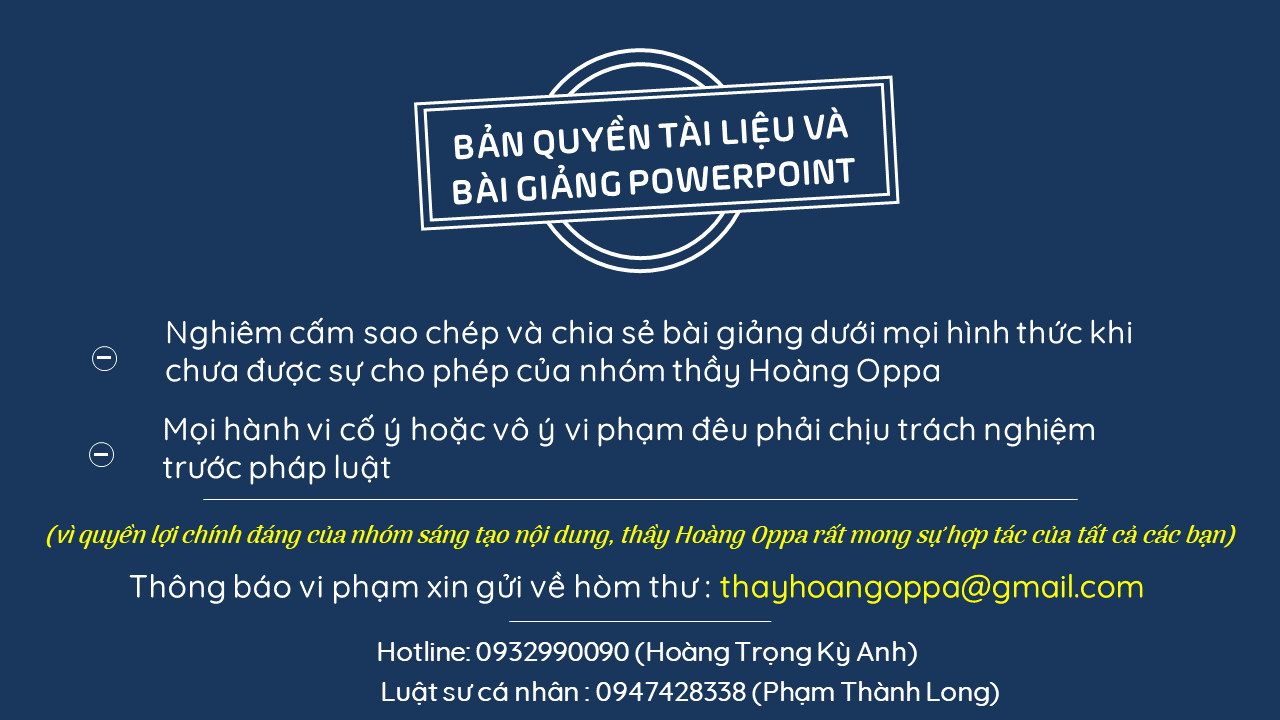 BẢN QUYỀN TÀI LIỆU VÀ
BÀI GIẢNG POWERPOINT
Nghiêm cấm sao chép và chia sẻ bài giảng dưới mọi hình thức khi
chưa được sự cho phép của nhóm thầy Hoàng Oppa
Mọi hành vi cố ý hoặc vô ý vi phạm đêu phải chịu trách nghiệm
trước pháp luật
(vì quyền lợi chính đáng của nhóm sáng tạo nội dung, thầy Hoàng Oppa rất mong sự hợp tác của tất cả các bạn)
Thông báo vi phạm xin gửi về hòm thư : thayhoangoppa@gmail.com
Hotline: 0932990090 (Hoàng Trọng Kỳ Anh)
Luật sư cá nhân : 0947428338 (Phạm Thành Long)